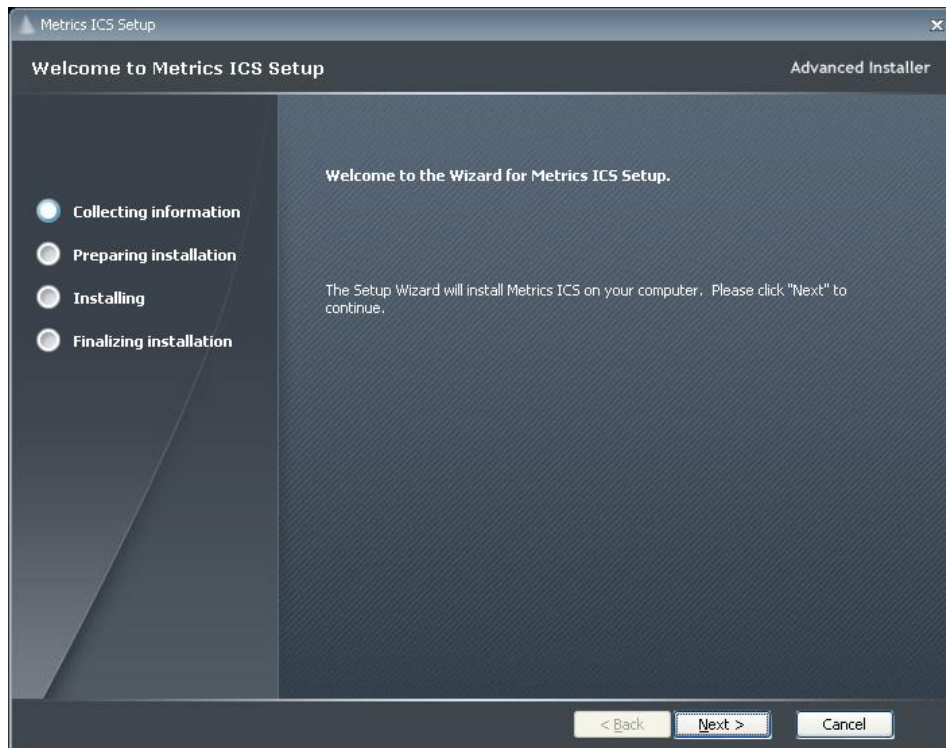 Metrics ICS Setup
Welcome to Metrics ICS Setup
Advanced Installer
Collecting information
Preparing installation
Installing
Finalizing installation
Welcome to the Wizard for Metrics ICS Setup.
The Setup Wizard will install Metrics ICS on your computer.  Please click "Next" to
continue.
< Back
Next >
Cancel